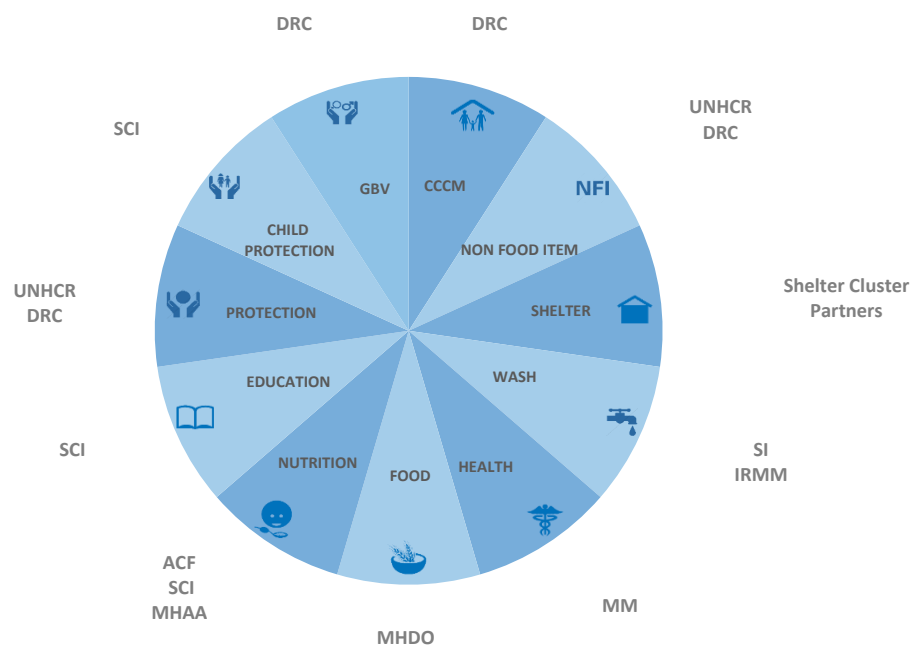 DRC
DRC
SCI
UNHCR
DRC
NFI
GBV
CCCM
CHILD
PROTECTION
NON FOOD ITEM
UNHCR
DRC
PROTECTION
SHELTER
Shelter Cluster
Partners
EDUCATION
WASH
SCI
NUTRITION
FOOD
HEALTH
SI
IRMM
ACF
SCI
MHAA
MM
MHDO